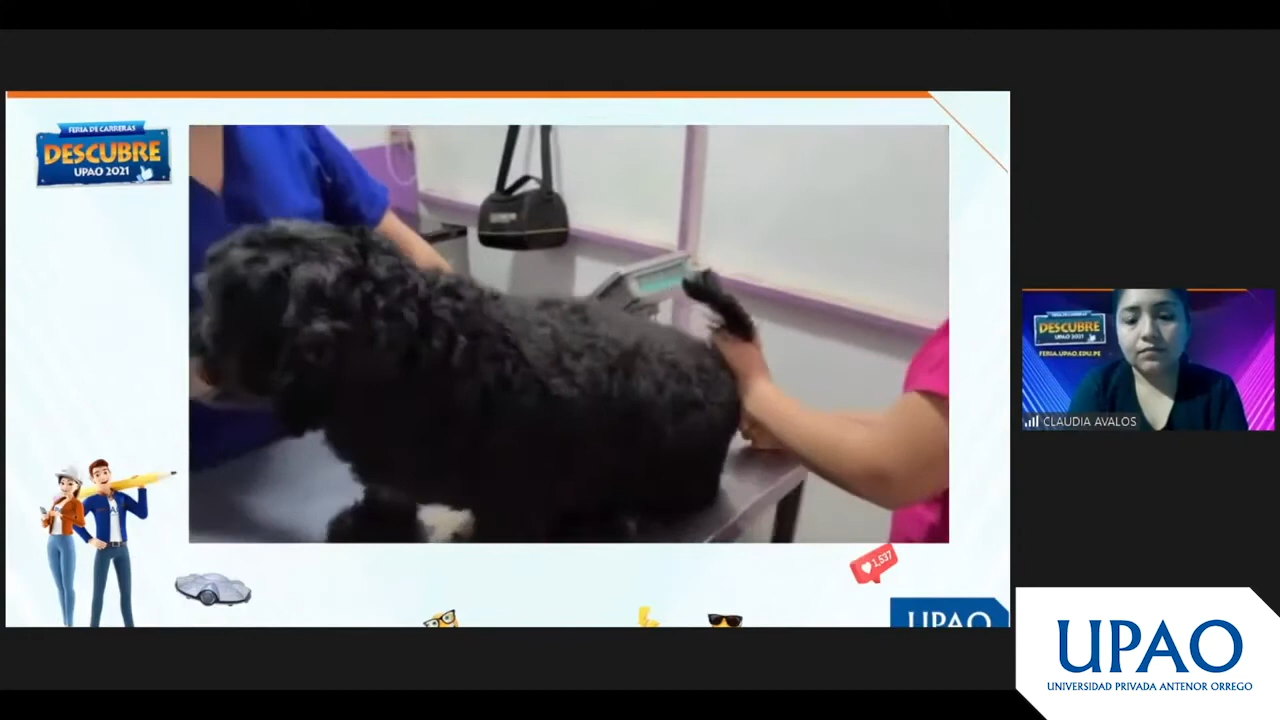 FERIA DE CARRERAS
DESCUBRE
UPAO 2021
1,537
UPAO
DESCUBRE
UPAO 2021
FERIA.UPAO.EDU.PE
CLAUDIA AVALOS
UPAO
UNIVERSIDAD PRIVADA ANTENOR ORREGO